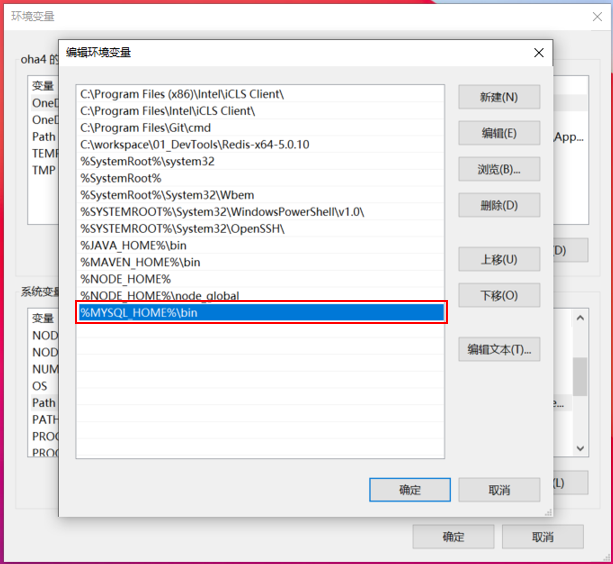 环境变量
编辑环境变量
oha4 的
变量
OneD
OneD
Path
TEMP
TMP
App...
C:\Program Files (x86)\Intel\iCLS Client\
C:\Program Files\Intel\iCLS Client\
C:\Program Files\Git\cmd
C:\workspace\01_DevTools\Redis-x64-5.0.10
%SystemRoot%\system32
%SystemRoot%
%SystemRoot%\System32\Wbem
%SYSTEMROOT%\System32\WindowsPowerShell\v1.0\
%SYSTEMROOT%\System32\OpenSSH\
%JAVA_HOME%\bin
%MAVEN_HOME%\bin
%NODE_HOME%
%NODE_HOME%\node_global
%MYSQL_HOME%\bin
新建(N)
编辑(E)
浏览(B)...
删除(D)
上移(U)
下移(O)
编辑文本(T)...
D)
系统变量
变量
NOD
NOD
NUM
OS
Path
PATH
PROC
PROC
e...
(L)
确定
取消
确定
取消